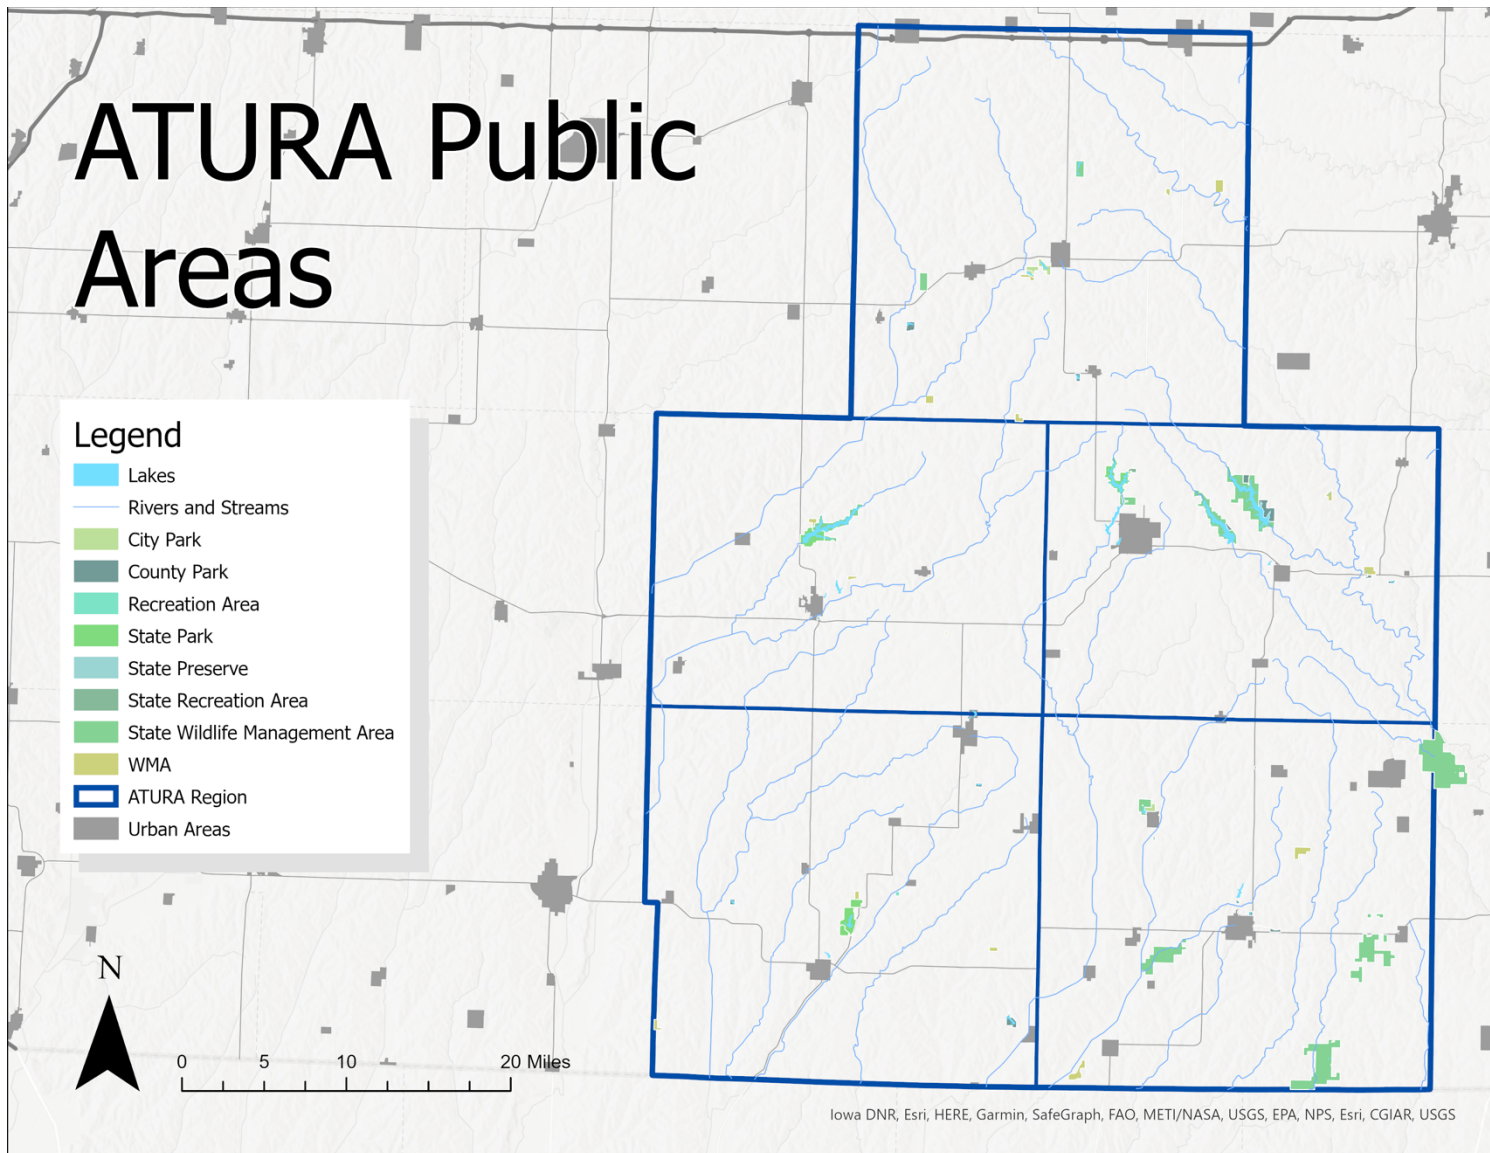 ATURA Public
Areas
Legend
Lakes
Rivers and Streams
City Park
County Park
Recreation Area
State Park
State Preserve
State Recreation Area
State Wildlife Management Area
WMA
ATURA Region
Urban Areas
N
0 5 10 20 Miles
Iowa DNR, Esri, HERE, Garmin, SafeGraph, FAO, METI/NASA, USGS, EPA, NPS, Esri, CGIAR, USGS